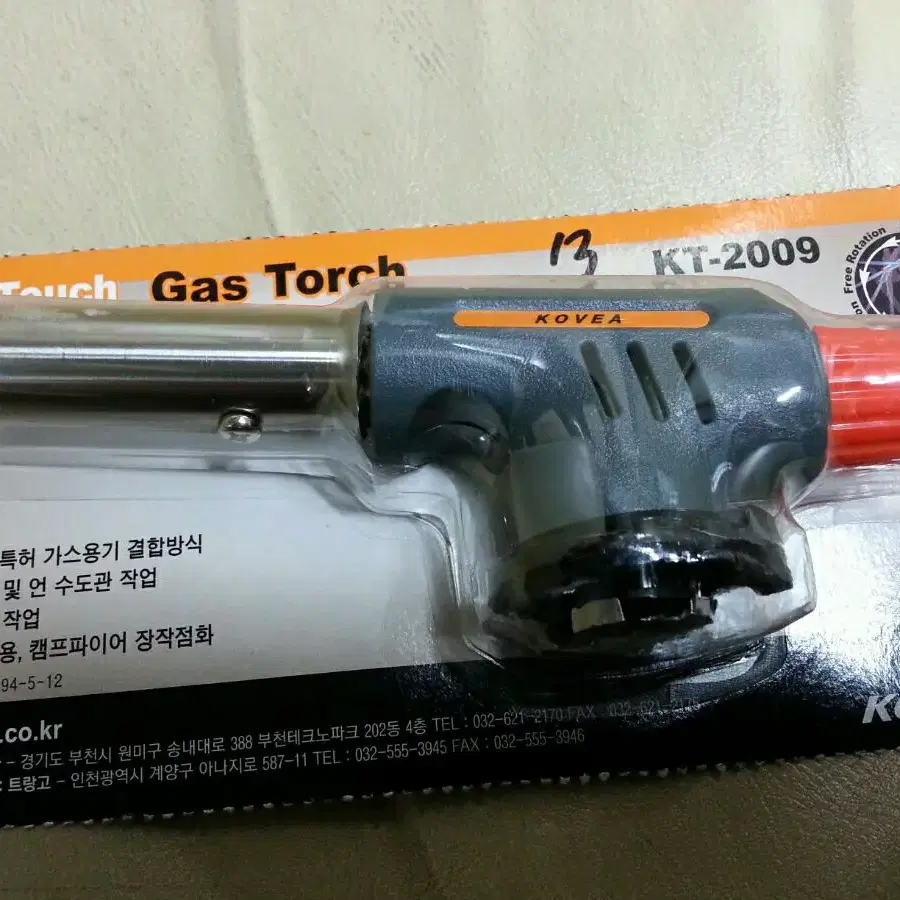 Touch Gas Torch 13 KT-2009
Free Rotation
KOVEA
특허 가스용기 결합방식
및 언 수도관 작업
작업
용, 캠프파이어 장작점화
94-5-12
.co.kr
- 경기도 부천시 원미구 송내대로 388 부천테크노파크 202동 4층 TEL : 032-621-2170 FAX : 032-621-
: 트랑고 - 인천광역시 계양구 아나지로 587-11 TEL : 032-555-3945 FAX : 032-555-3946